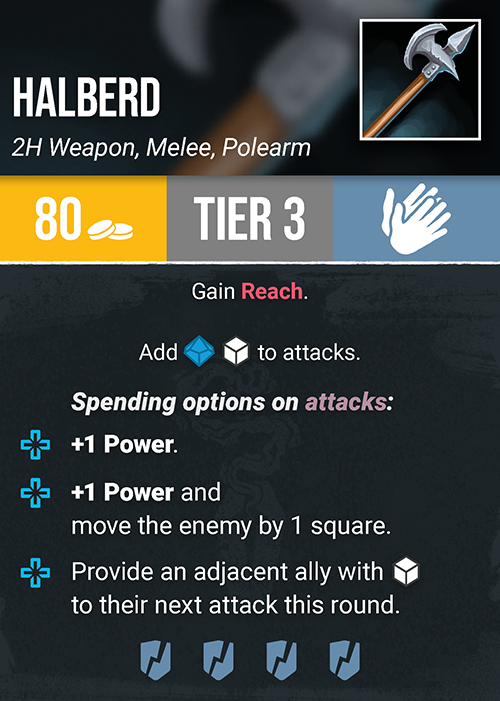 HALBERD
2H Weapon, Melee, Polearm
80
TIER 3
Gain Reach.
Add to attacks.
Spending options on attacks:
+1 Power.
+1 Power and
move the enemy by 1 square.
Provide an adjacent ally with
to their next attack this round.